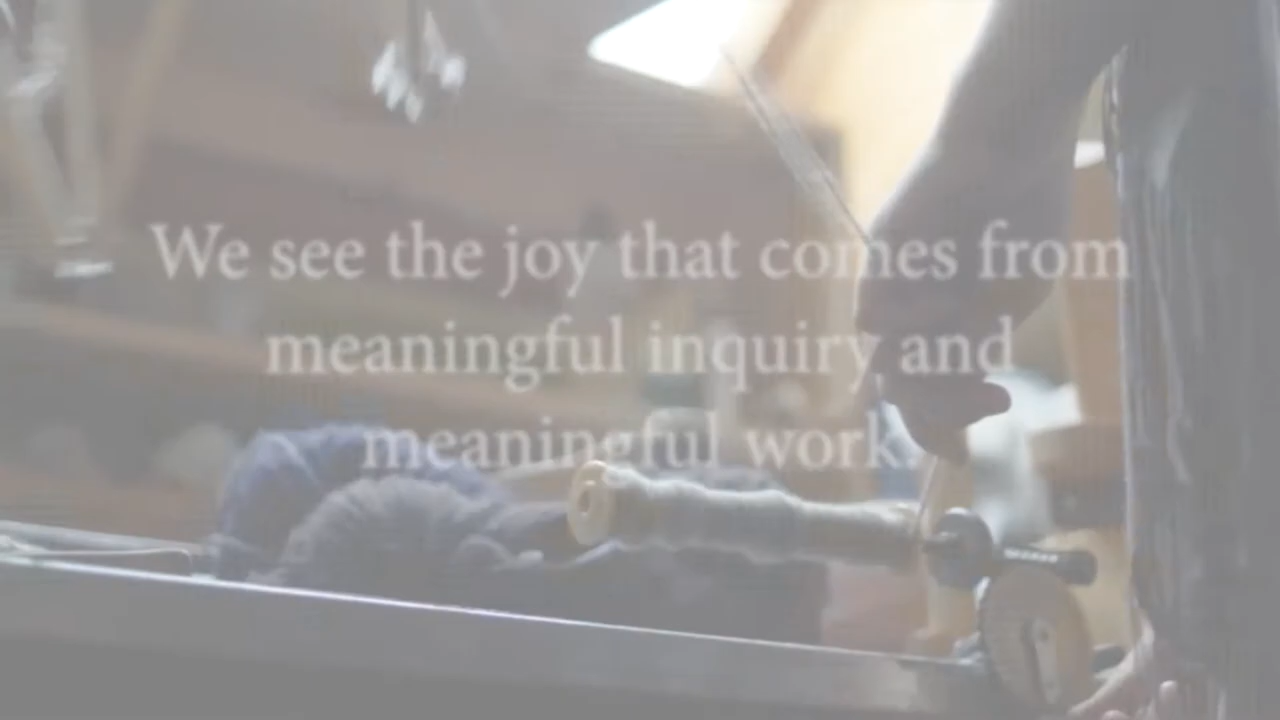 We see the joy that comes from
meaningful inquiry and
meaningful work.